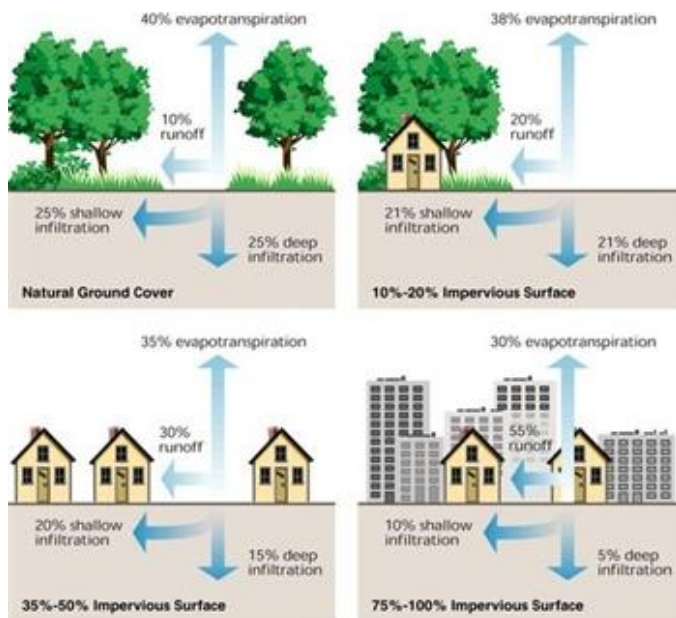 40% evapotranspiration
10%
runoff
25% shallow
infiltration
25% deep
infiltration
Natural Ground Cover
38% evapotranspiration
20%
runoff
21% shallow
infiltration
21% deep
infiltration
10%-20% Impervious Surface
35% evapotranspiration
30%
runoff
20% shallow
infiltration
15% deep
infiltration
35%-50% Impervious Surface
30% evapotranspiration
55%
runoff
10% shallow
infiltration
5% deep
infiltration
75%-100% Impervious Surface